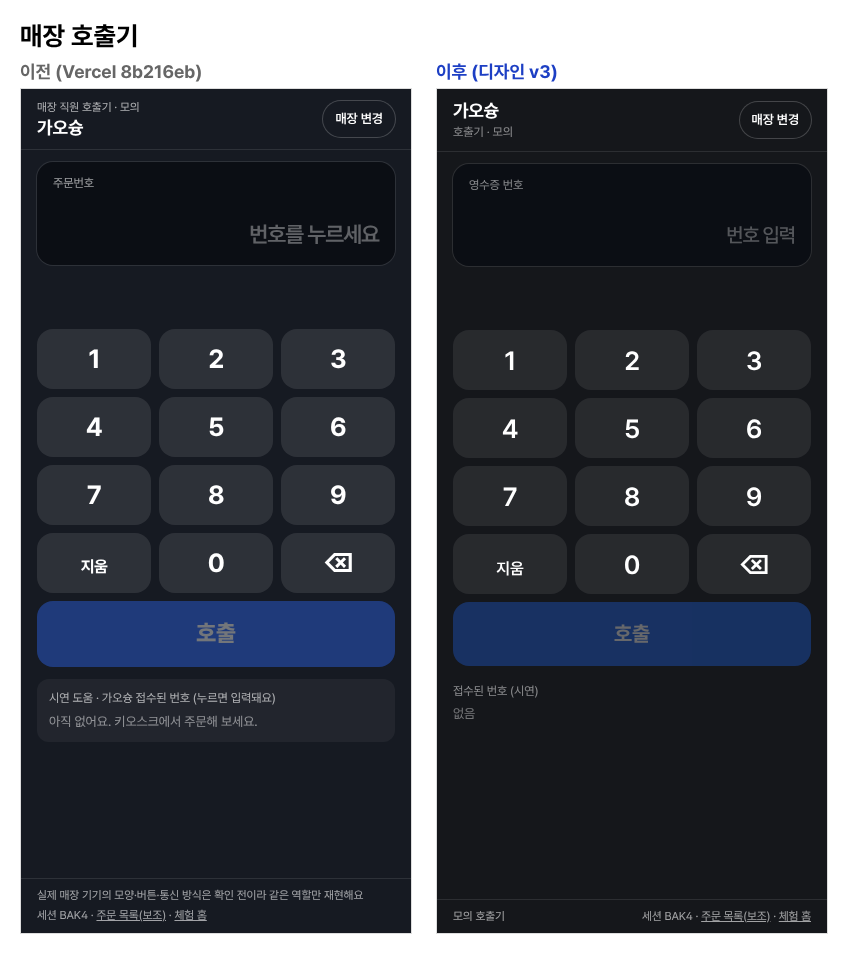 매장 호출기
이전 (Vercel 8b216eb)
매장 직원 호출기 · 모의
가오슝
매장 변경
주문번호
번호를 누르세요
1 2 3
4 5 6
7 8 9
지움 0
호출
시연 도움 · 가오슝 접수된 번호 (누르면 입력돼요)
아직 없어요. 키오스크에서 주문해 보세요.
실제 매장 기기의 모양·버튼·통신 방식은 확인 전이라 같은 역할만 재현해요
세션 BAK4 · 주문 목록(보조) · 체험 홈
이후 (디자인 v3)
가오슝
호출기 · 모의
매장 변경
영수증 번호
번호 입력
1 2 3
4 5 6
7 8 9
지움 0
호출
접수된 번호 (시연)
없음
모의 호출기
세션 BAK4 · 주문 목록(보조) · 체험 홈